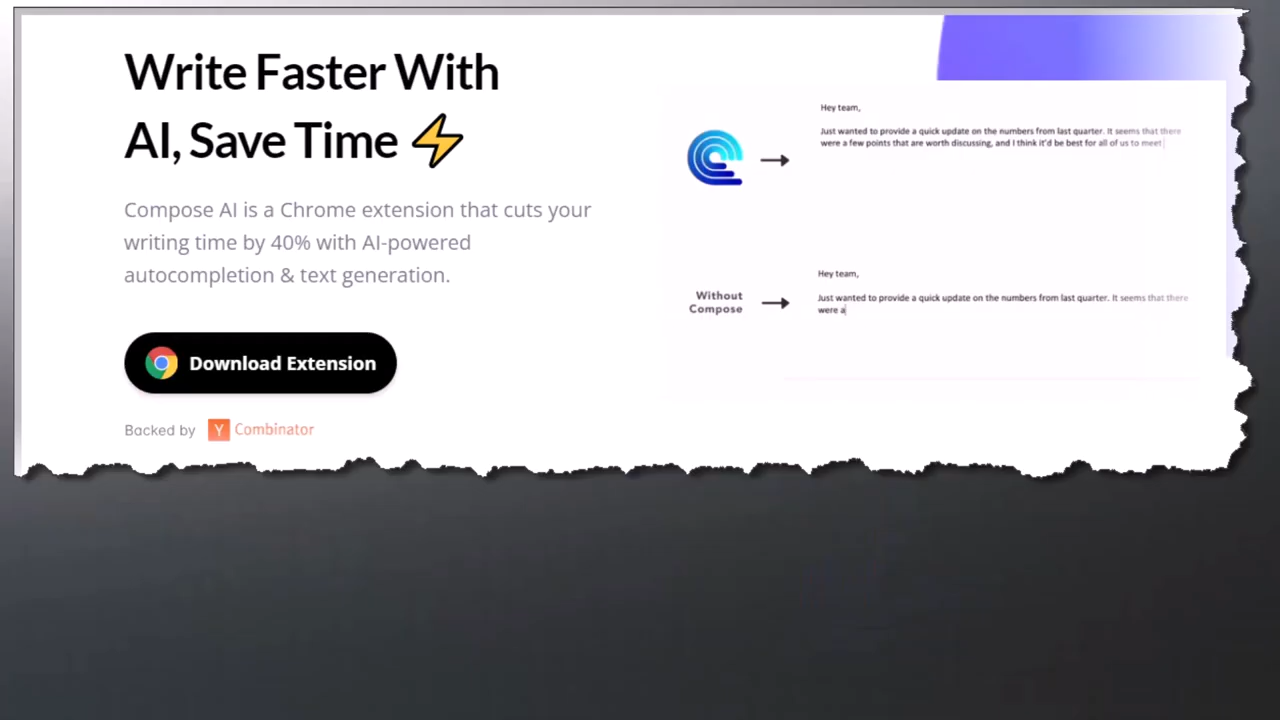 Write Faster With
AI, Save Time ⚡
Compose AI is a Chrome extension that cuts your
writing time by 40% with AI-powered
autocompletion & text generation.
Download Extension
Backed by Y Combinator
Hey team,
Just wanted to provide a quick update on the numbers from last quarter. It seems that there
were a few points that are worth discussing, and I think it'd be best for all of us to meet
Without
Compose
Hey team,
Just wanted to provide a quick update on the numbers from last quarter. It seems that there
were a